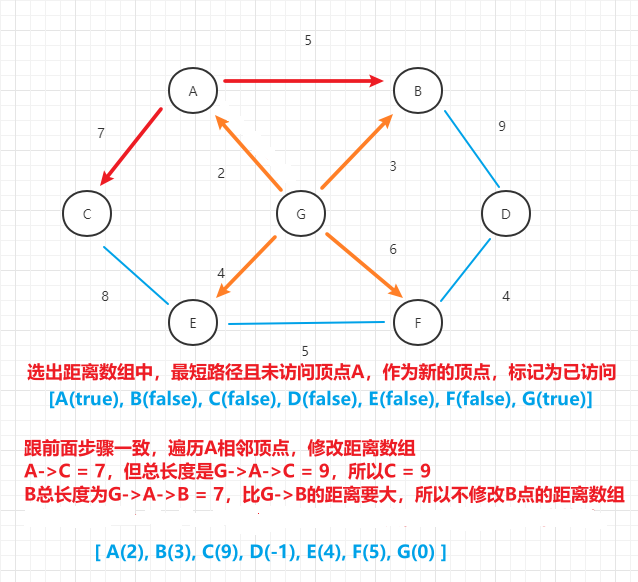 5
A
B
7
9
2
3
C
G
D
4
6
8
4
E
F
5
选出距离数组中，最短路径且未访问顶点A，作为新的顶点，标记为已访问
[A(true), B(false), C(false), D(false), E(false), F(false), G(true)]
跟前面步骤一致，遍历A相邻顶点，修改距离数组
A->C = 7，但总长度是G->A->C = 9，所以C = 9
B总长度为G->A->B = 7，比G->B的距离要大，所以不修改B点的距离数组
[ A(2), B(3), C(9), D(-1), E(4), F(5), G(0) ]